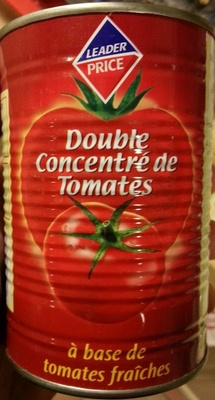 LEADER
PRICE
Double
Concentré de
Tomates
à base de
tomates fraîches